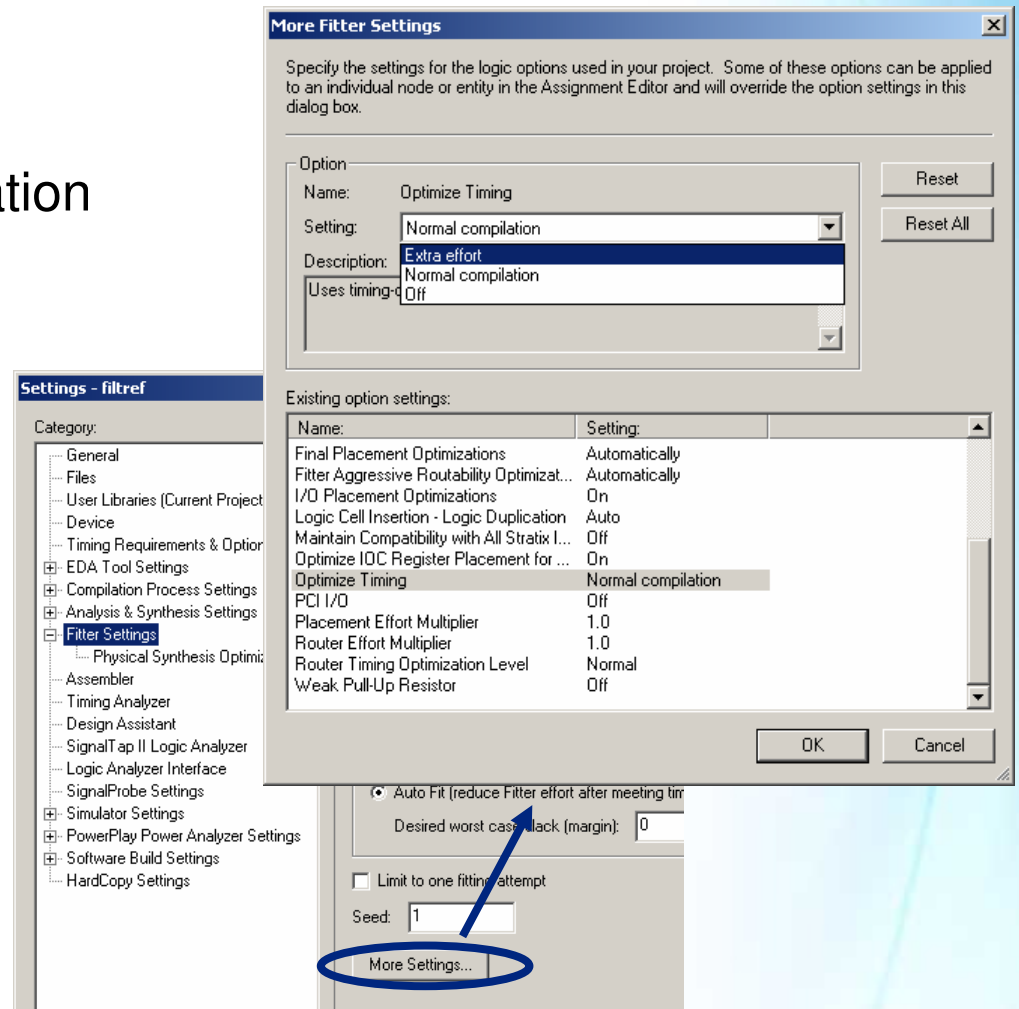 ation
More Fitter Settings
Specify the settings for the logic options used in your project. Some of these options can be applied
to an individual node or entity in the Assignment Editor and will override the option settings in this
dialog box.
Option
Name: Optimize Timing
Reset
Setting: Normal compilation
Reset All
Description:
Extra effort
Normal compilation
Off
Uses timing-
Existing option settings:
Name: Setting:
Final Placement Optimizations Automatically
Fitter Aggressive Routability Optimizat... Automatically
I/O Placement Optimizations On
Logic Cell Insertion - Logic Duplication Auto
Maintain Compatibility with All Stratix I... Off
Optimize IOC Register Placement for ... On
Optimize Timing Normal compilation
PCI I/O Off
Placement Effort Multiplier 1.0
Router Effort Multiplier 1.0
Router Timing Optimization Level Normal
Weak Pull-Up Resistor Off
OK Cancel
Settings - filtref
Category:
General
Files
User Libraries (Current Project
Device
Timing Requirements & Option
EDA Tool Settings
Compilation Process Settings
Analysis & Synthesis Settings
Fitter Settings
Physical Synthesis Optimiz
Assembler
Timing Analyzer
Design Assistant
SignalTap II Logic Analyzer
Logic Analyzer Interface
SignalProbe Settings
Simulator Settings
PowerPlay Power Analyzer Settings
Software Build Settings
HardCopy Settings
Auto Fit (reduce Fitter effort after meeting tim
Desired worst case slack (margin): 0
Limit to one fitting attempt
Seed: 1
More Settings...